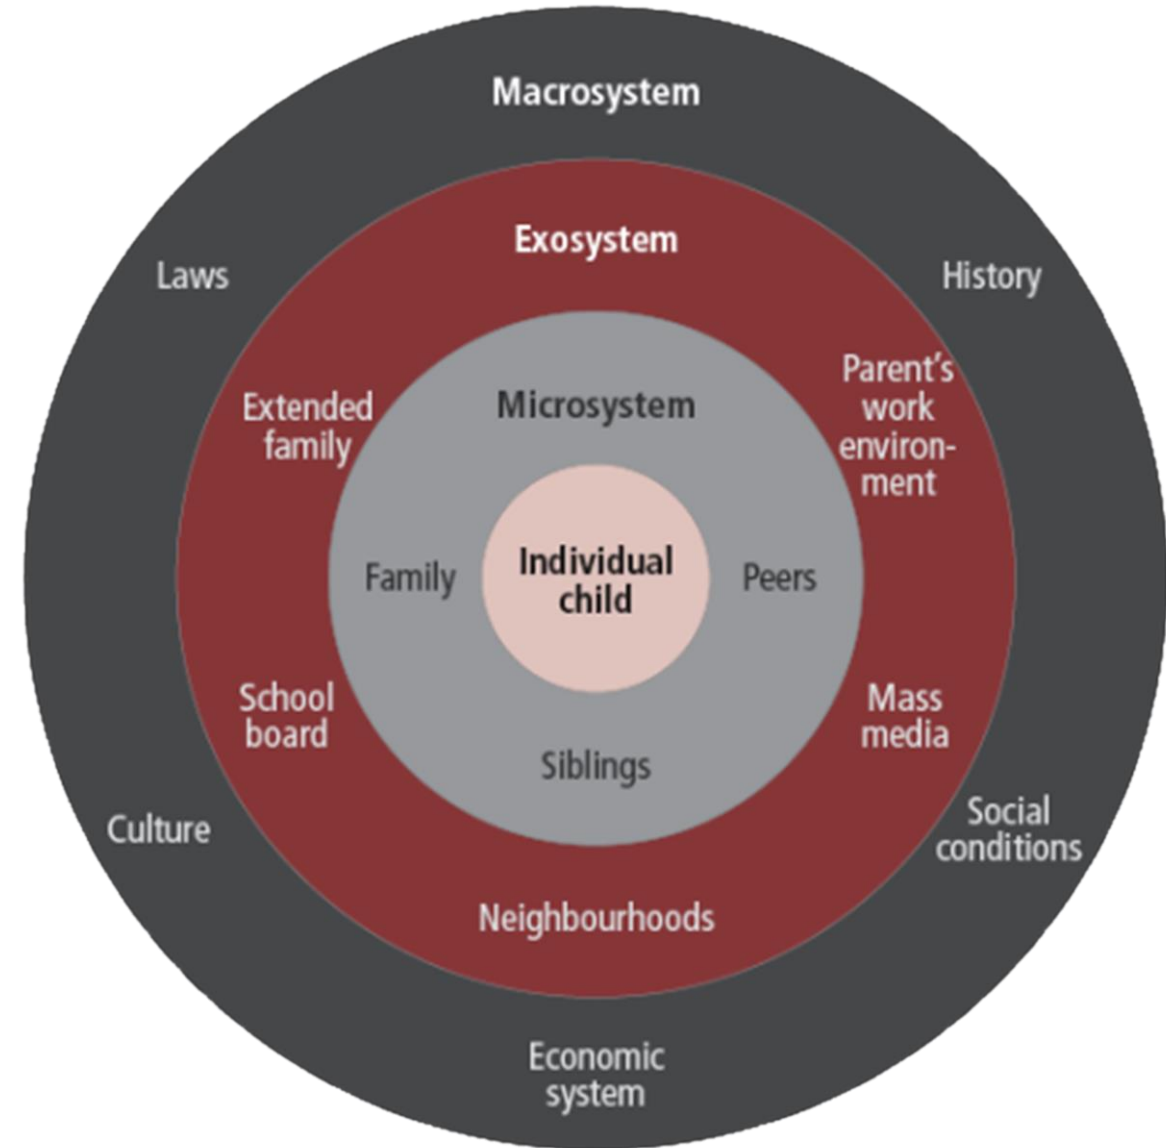 Macrosystem
Exosystem
Laws
History
Parent's
work
environ-
ment
Extended
family
Microsystem
Individual
child
Family
Peers
School
board
Mass
media
Siblings
Culture
Social
conditions
Neighbourhoods
Economic
system